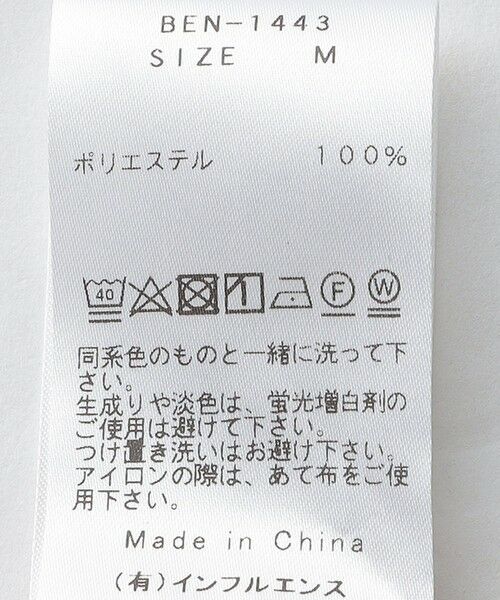 BEN-1443
SIZE M
ポリエステル 100%
40 F W
同系色のものと一緒に洗って下
さい。
生成りや淡色は、蛍光増白剤の
ご使用は避けて下さい。
つけ置き洗いはお避け下さい。
アイロンの際は、あて布をご使
用下さい。
Made in China
(有)インフルエンス